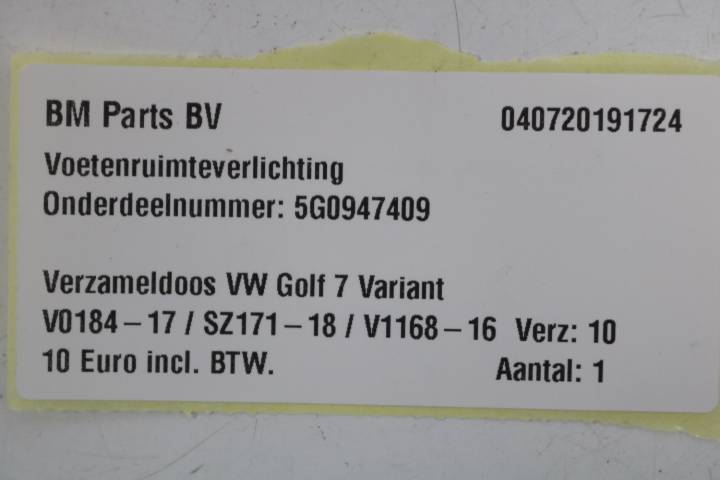 BM Parts BV 040720191724
Voetenruimteverlichting
Onderdeelnummer: 5G0947409
Verzameldoos VW Golf 7 Variant
V0184 – 17 / SZ171 – 18 / V1168 – 16 Verz: 10
10 Euro incl. BTW. Aantal: 1